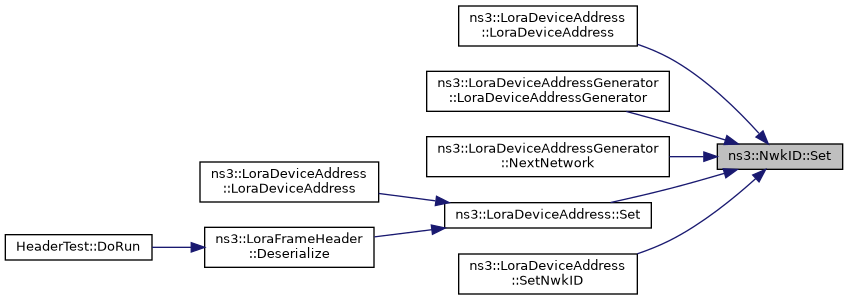 ns3::LoraDeviceAddress
::LoraDeviceAddress
ns3::LoraDeviceAddressGenerator
::LoraDeviceAddressGenerator
ns3::LoraDeviceAddressGenerator
::NextNetwork
ns3::NwkID::Set
ns3::LoraDeviceAddress
::LoraDeviceAddress
ns3::LoraDeviceAddress::Set
HeaderTest::DoRun
ns3::LoraFrameHeader
::Deserialize
ns3::LoraDeviceAddress
::SetNwkID